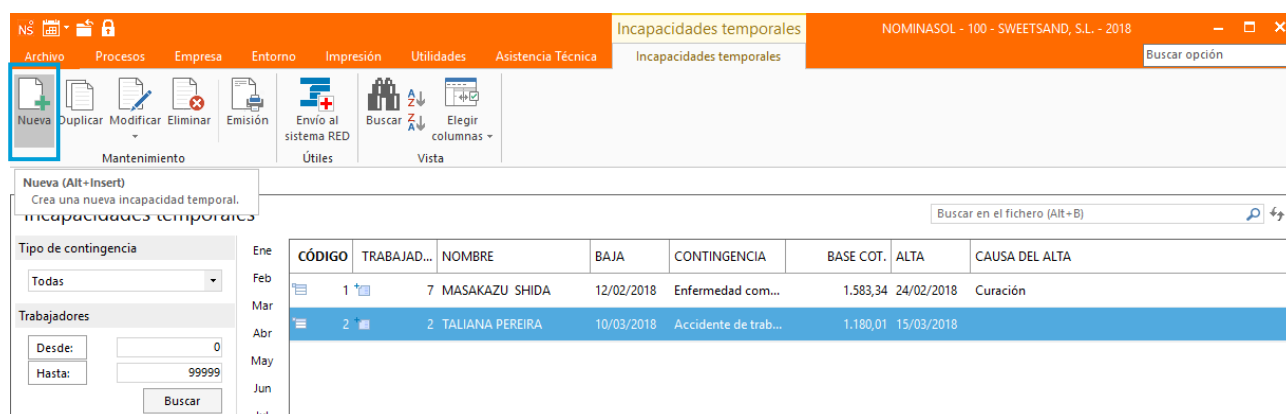 NS Incapacidades temporales NOMINASOL - 100 - SWEETSAND, S.L. - 2018
Archivo Procesos Empresa Entorno Impresión Utilidades Asistencia Técnica Incapacidades temporales Buscar opción
Nueva Duplicar Modificar Eliminar Emisión Envío al sistema RED Buscar Elegir columnas
Mantenimiento Útiles Vista
Nueva (Alt+Insert)
Crea una nueva incapacidad temporal.
Incapacidades temporales Buscar en el fichero (Alt+B)
Tipo de contingencia
Todas
Trabajadores
Desde: 0
Hasta: 99999
Buscar
Ene
Feb
Mar
Abr
May
Jun
Jul
CÓDIGO TRABAJAD... NOMBRE BAJA CONTINGENCIA BASE COT. ALTA CAUSA DEL ALTA
1 7 MASAKAZU SHIDA 12/02/2018 Enfermedad com... 1.583,34 24/02/2018 Curación
2 2 TALIANA PEREIRA 10/03/2018 Accidente de trab... 1.180,01 15/03/2018